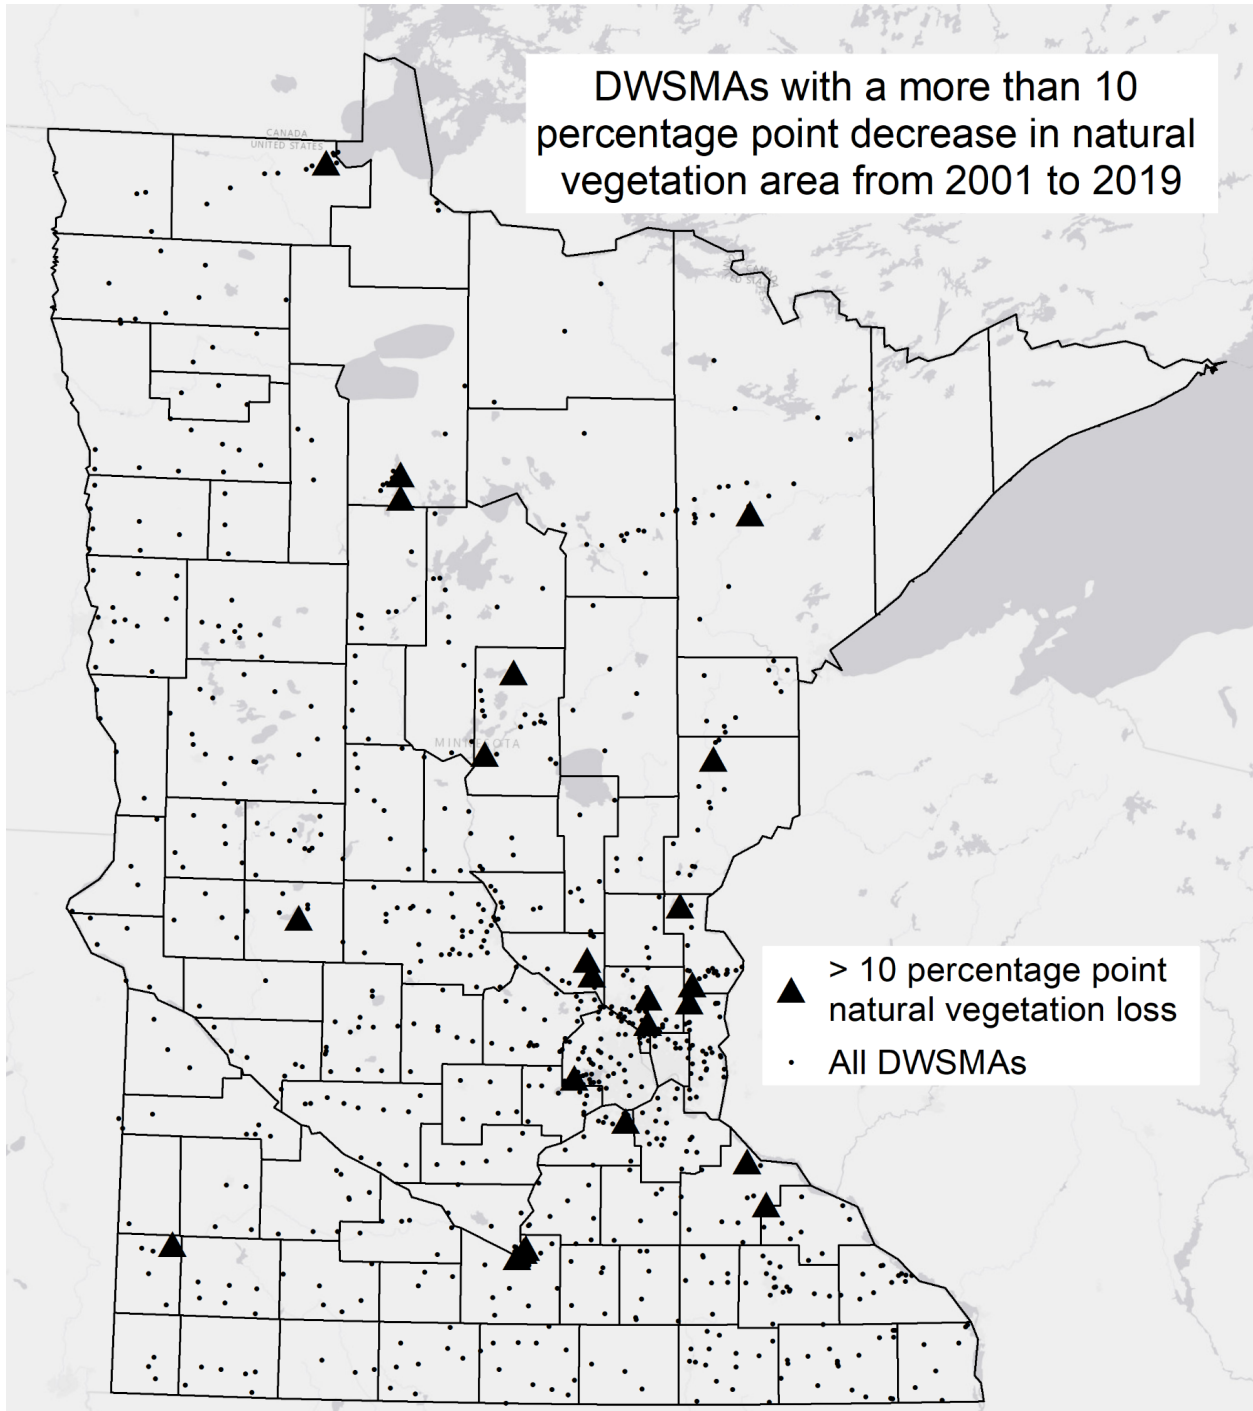 DWSMAs with a more than 10
percentage point decrease in natural
vegetation area from 2001 to 2019
CANADA
UNITED STATES
MINNESOTA
> 10 percentage point
natural vegetation loss
All DWSMAs